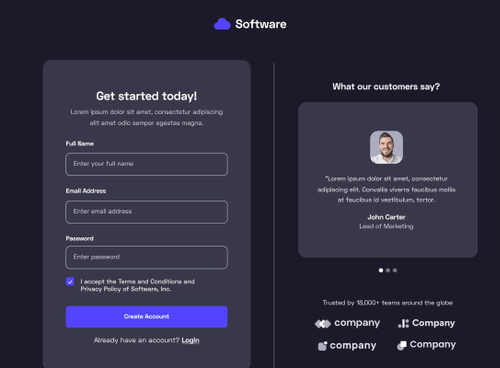 Software
Get started today!
Lorem ipsum dolor sit amet, consectetur adipiscing
elit amet odio semper egestas magna.
Full Name
Enter your full name
Email Address
Enter email address
Password
Enter password
I accept the Terms and Conditions and
Privacy Policy of Software, Inc.
Create Account
Already have an account? Login
What our customers say?
"Lorem ipsum dolor sit amet, consectetur
adipiscing elit. Convallis viverra faucibus mollis
at faucibus id vestibulum, tortor.
John Carter
Lead of Marketing
Trusted by 18,000+ teams around the globe
company
Company
company
Company